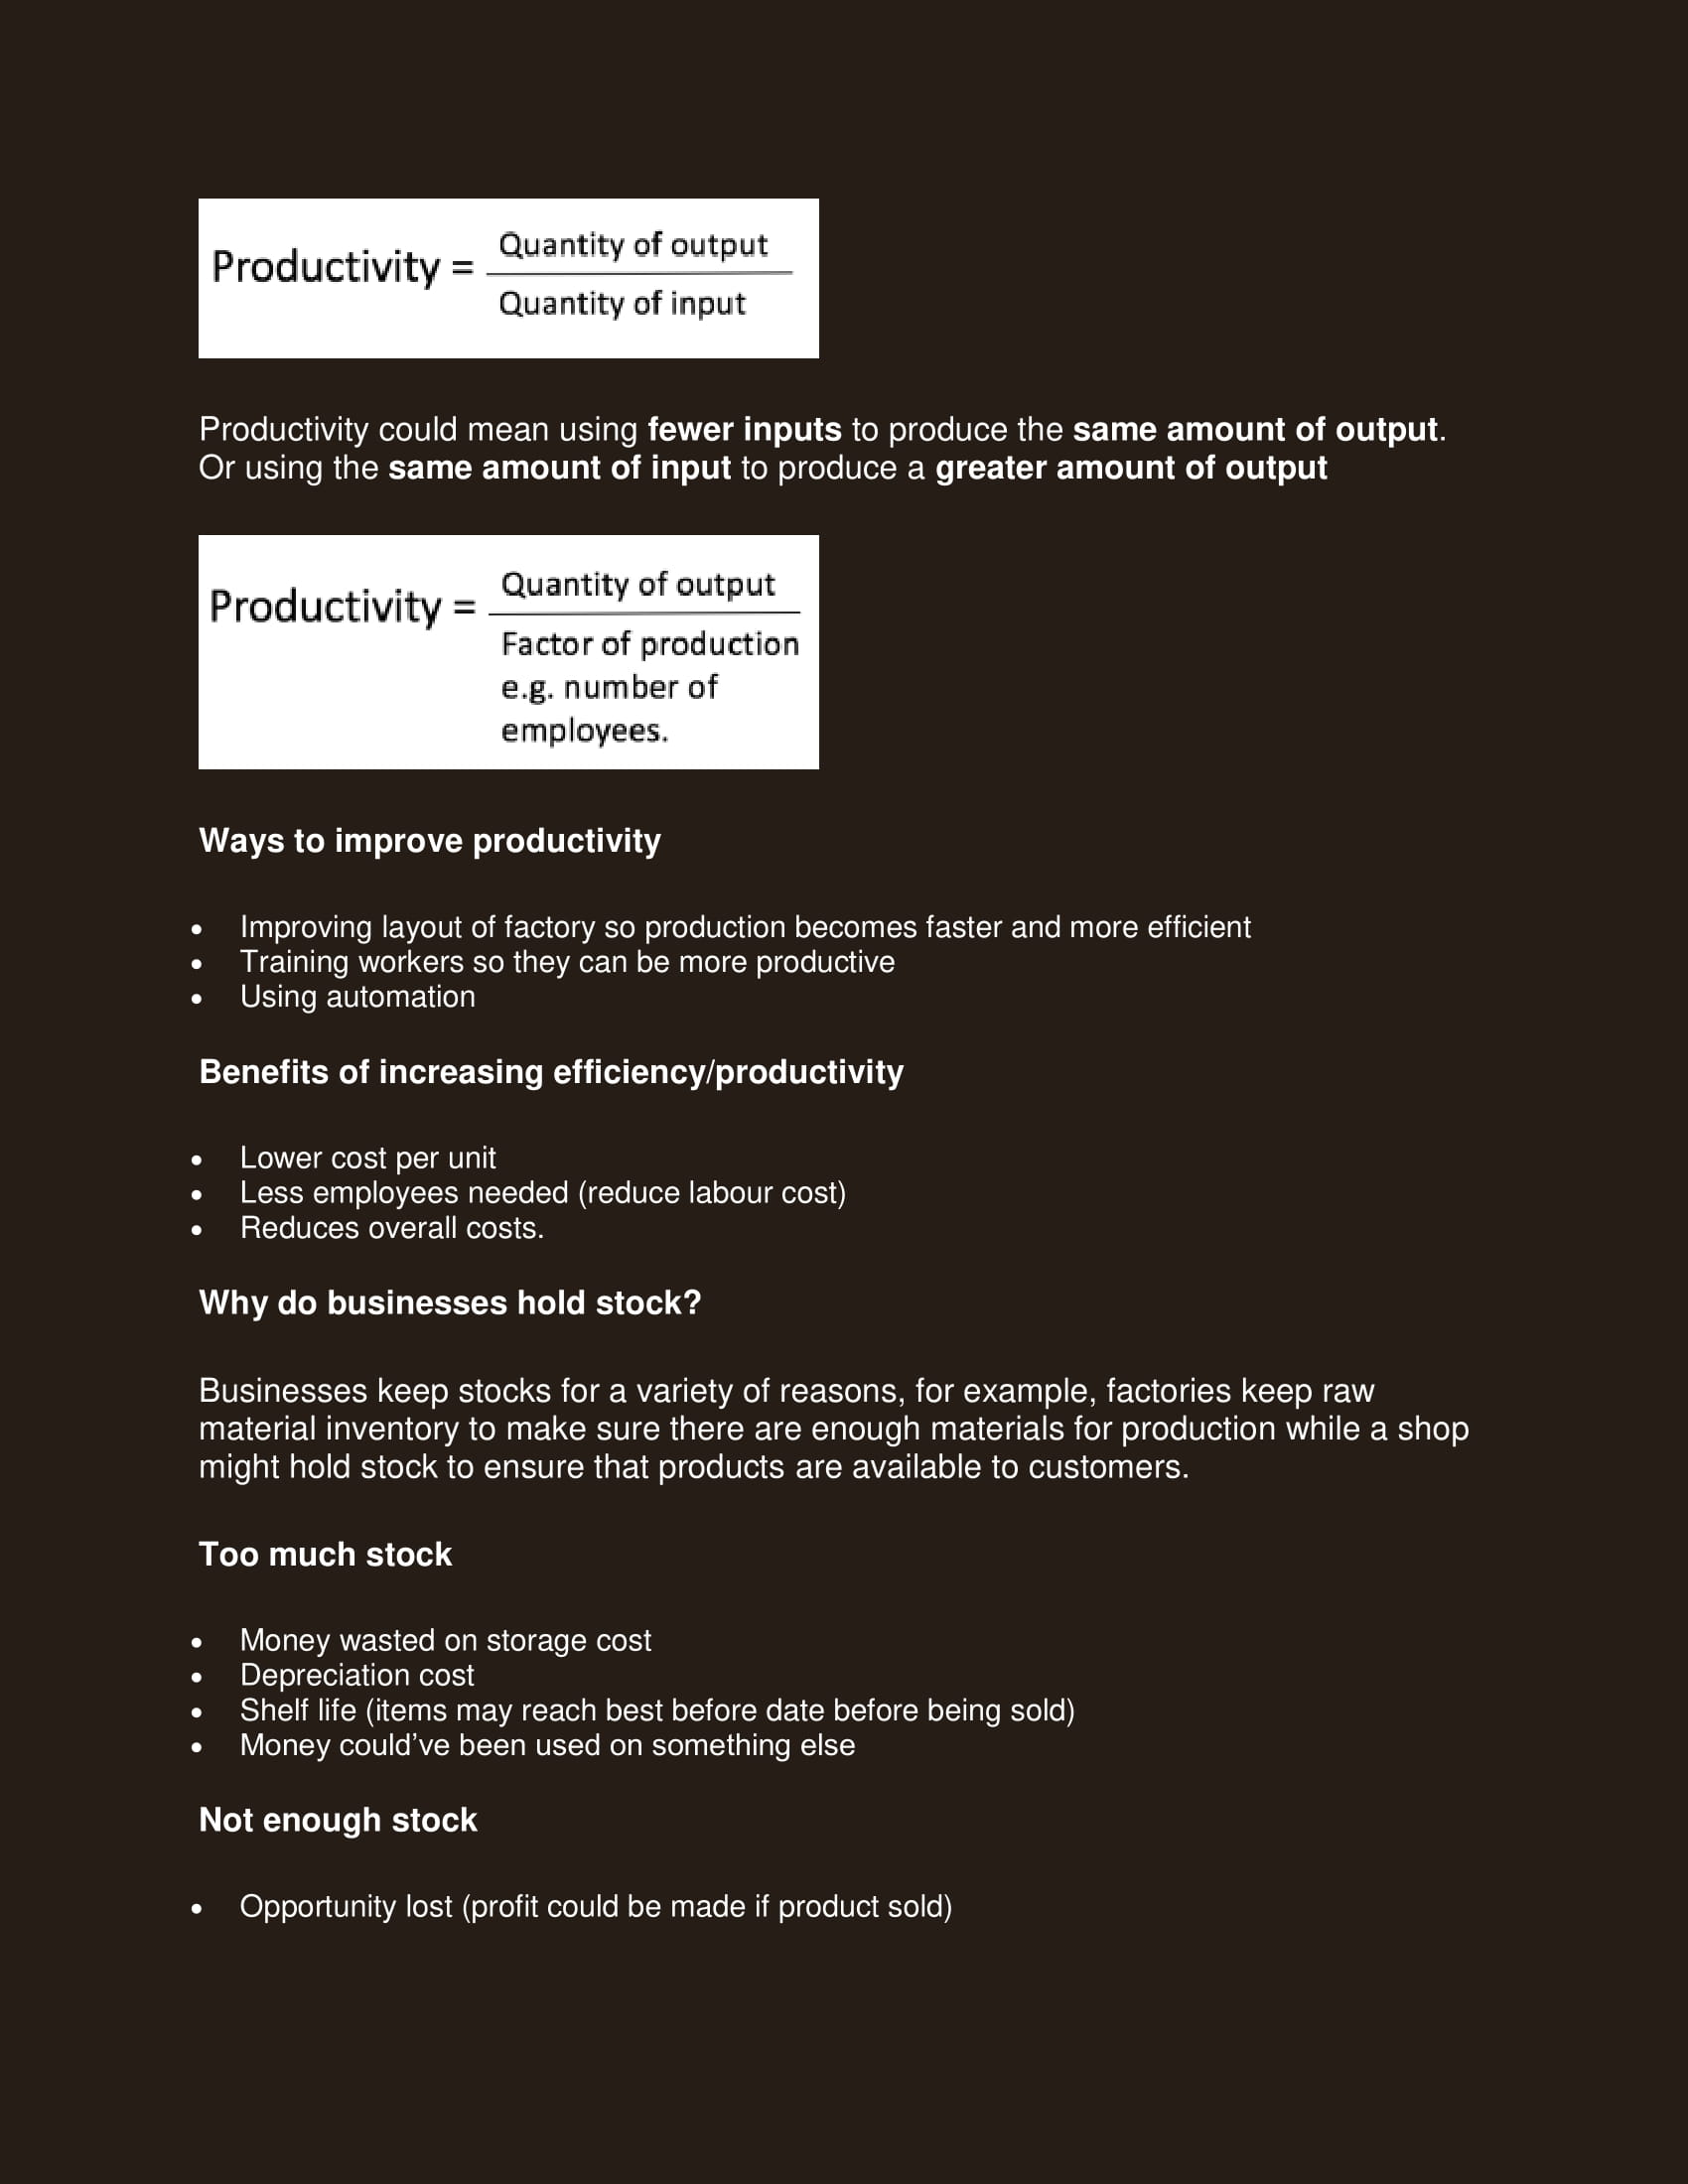 Productivity = Quantity of output
Quantity of input
Productivity could mean using fewer inputs to produce the same amount of output.
Or using the same amount of input to produce a greater amount of output
Productivity = Quantity of output
Factor of production
e.g. number of
employees.
Ways to improve productivity
• Improving layout of factory so production becomes faster and more efficient
• Training workers so they can be more productive
• Using automation
Benefits of increasing efficiency/productivity
• Lower cost per unit
• Less employees needed (reduce labour cost)
• Reduces overall costs.
Why do businesses hold stock?
Businesses keep stocks for a variety of reasons, for example, factories keep raw
material inventory to make sure there are enough materials for production while a shop
might hold stock to ensure that products are available to customers.
Too much stock
• Money wasted on storage cost
• Depreciation cost
• Shelf life (items may reach best before date before being sold)
• Money could’ve been used on something else
Not enough stock
• Opportunity lost (profit could be made if product sold)